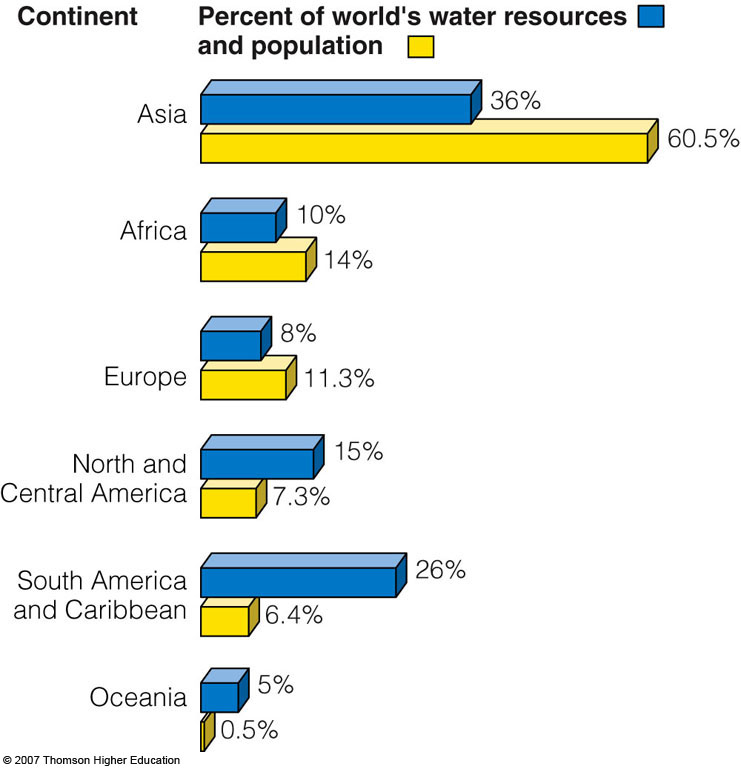 Continent
Percent of world's water resources
and population
Asia
36%
60.5%
Africa
10%
14%
Europe
8%
11.3%
North and
Central America
15%
7.3%
South America
and Caribbean
26%
6.4%
Oceania
5%
0.5%
© 2007 Thomson Higher Education